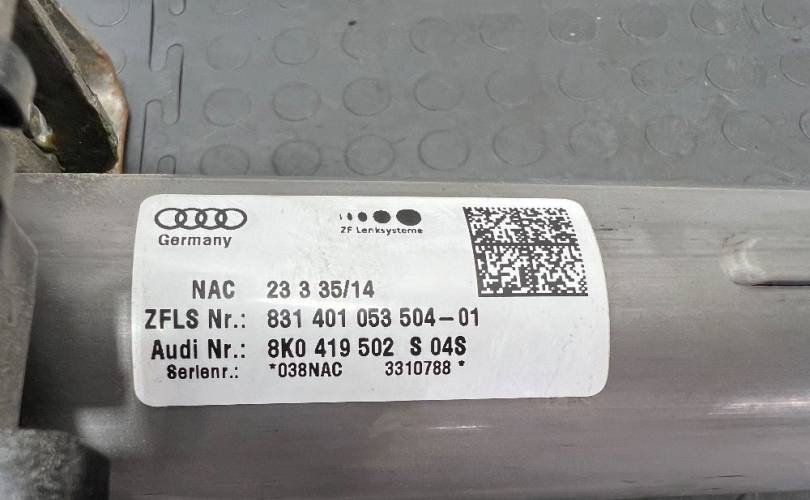 Germany
ZF Lenksysteme
NAC 23 3 35/14
ZFLS Nr.: 831 401 053 504-01
Audi Nr.: 8K0 419 502 S 04S
Serienr.: *038NAC 3310788 *